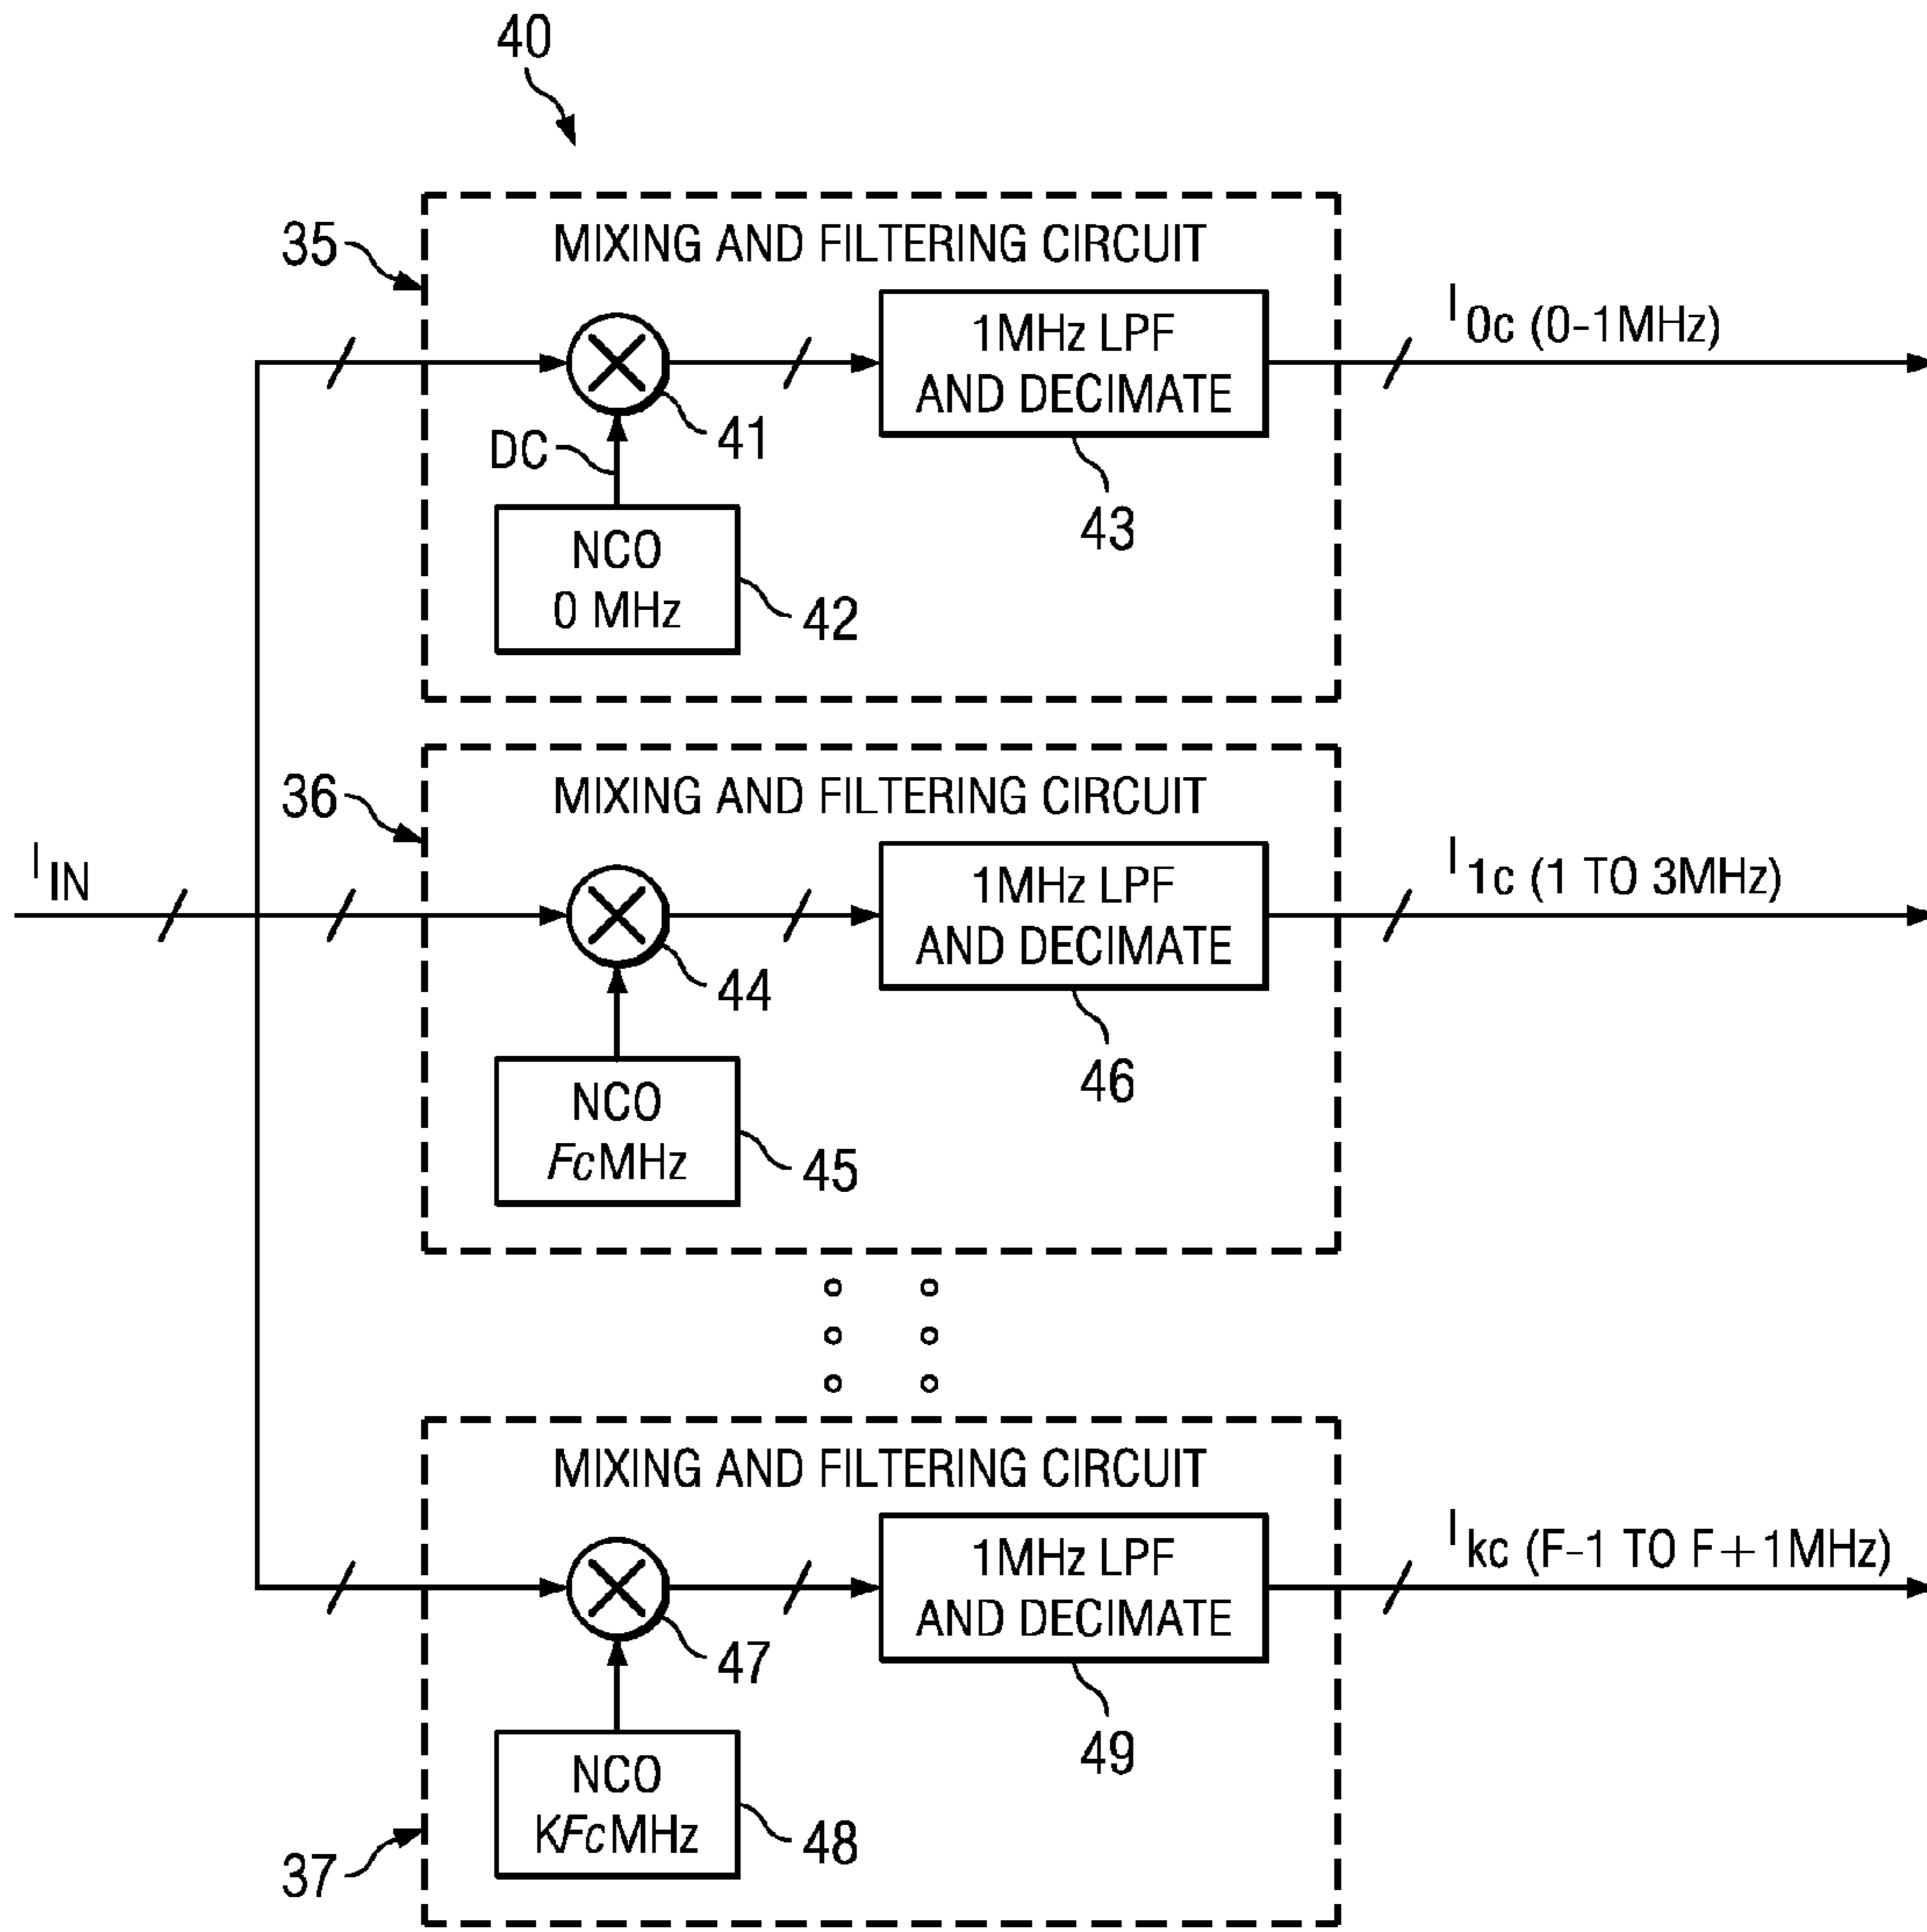 40
35
MIXING AND FILTERING CIRCUIT
1MHz LPF
AND DECIMATE
I0c (0-1MHz)
41
DC
43
NCO
0 MHz
42
36
MIXING AND FILTERING CIRCUIT
IIN
1MHz LPF
AND DECIMATE
I1c (1 TO 3MHz)
44
46
NCO
FcMHz
45
MIXING AND FILTERING CIRCUIT
1MHz LPF
AND DECIMATE
Ikc (F-1 TO F+1MHz)
47
49
NCO
KFcMHz
48
37